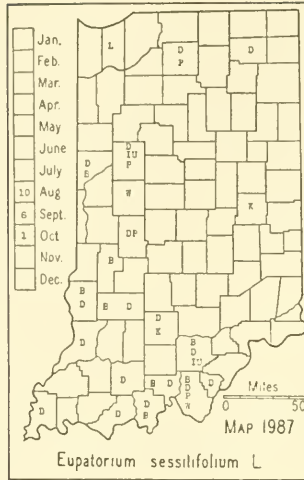 Jan.
Feb.
Mar.
Apr.
May
June
July
10 Aug
6 Sept.
1 Oct
Nov.
Dec.
L D D
P
D
IU
P
D
E
W
K
DP
B
B
D B D
D
K
D
B
D
IU
D B D B
D
P
W
D
D D D
B
Miles
0 50
MAP 1987
Eupatorium sessilifolium L